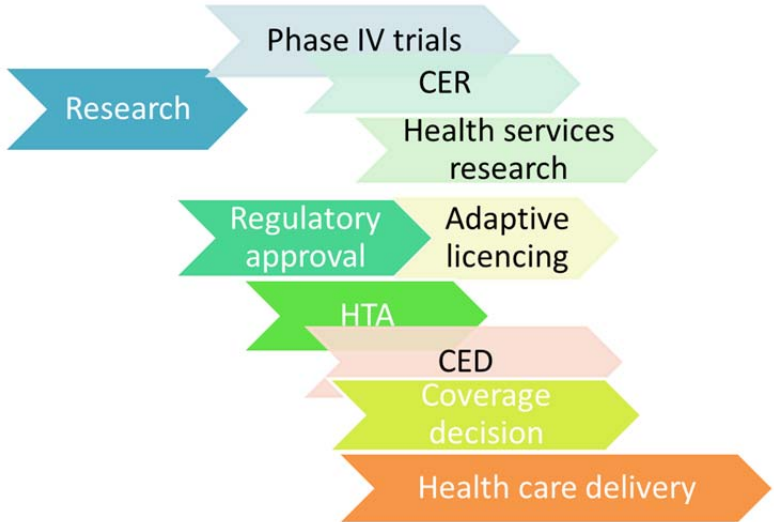 Phase IV trials
CER
Research
Health services
research
Regulatory
approval
Adaptive
licencing
HTA
CED
Coverage
decision
Health care delivery